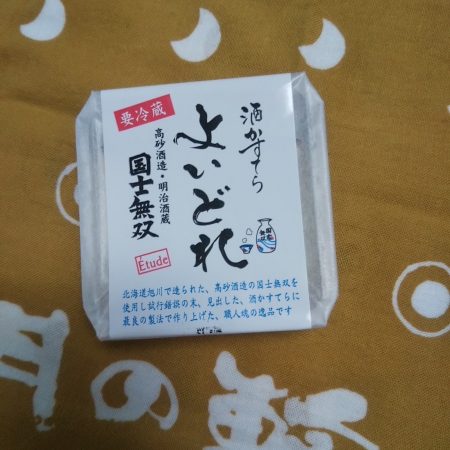 要冷蔵
酒かすてら
よいどれ
高砂酒造・明治酒蔵
国士無双
Etude
北海道旭川で造られた、高砂酒造の国士無双を
使用し試行錯誤の末、見出した、酒かすてらに
最良の製法で作り上げた、職人魂の逸品です